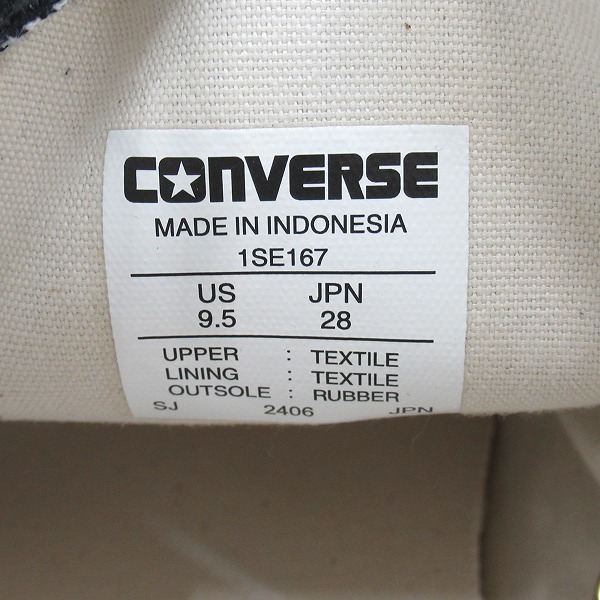 CONVERSE
MADE IN INDONESIA
1SE167
US JPN
9.5 28
UPPER : TEXTILE
LINING : TEXTILE
OUTSOLE : RUBBER
SJ 2406 JPN